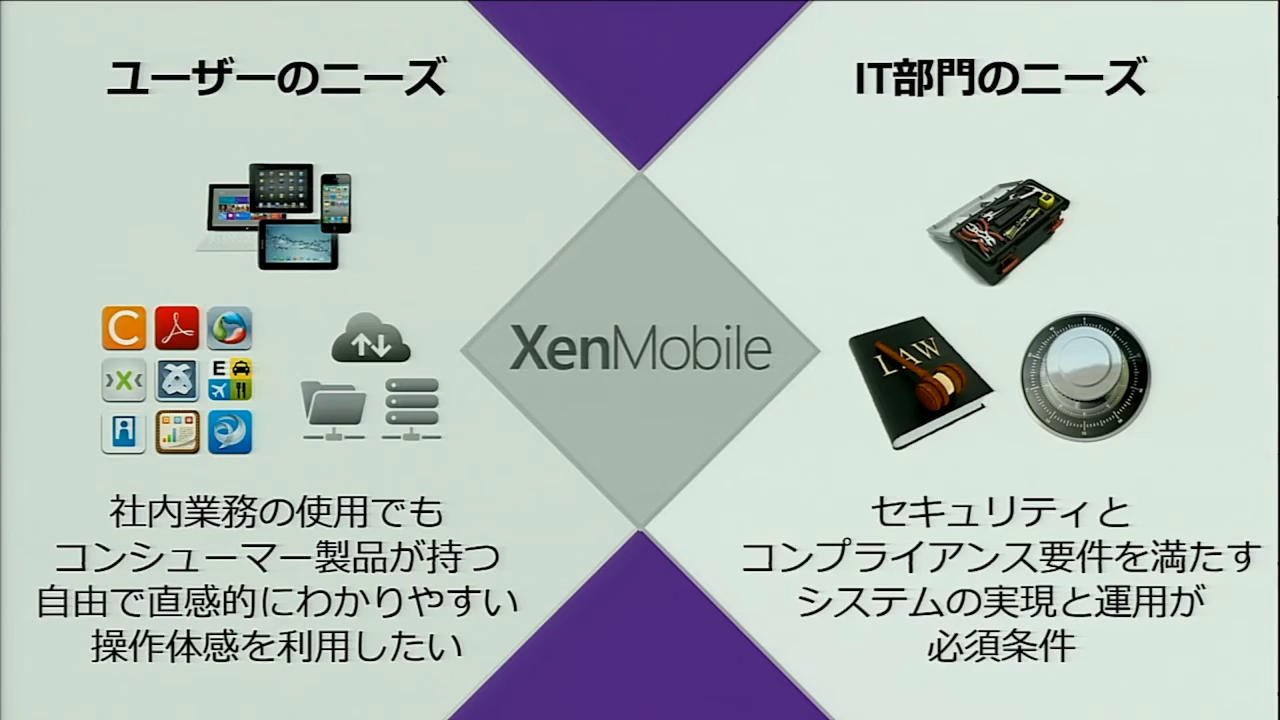 ユーザーのニーズ
IT部門のニーズ
XenMobile
LAW
社内業務の使用でも
コンシューマー製品が持つ
自由で直感的にわかりやすい
操作体感を利用したい
セキュリティと
コンプライアンス要件を満たす
システムの実現と運用が
必須条件